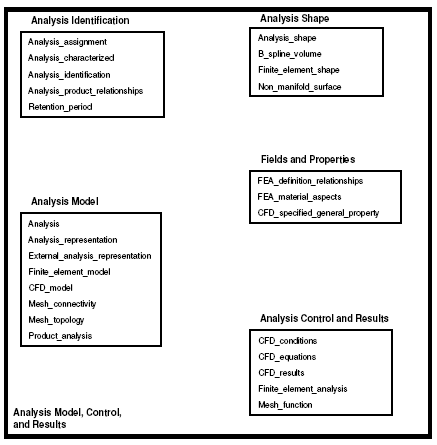 Analysis Identification
Analysis_assignment
Analysis_characterized
Analysis_identification
Analysis_product_relationships
Retention_period
Analysis Shape
Analysis_shape
B_spline_volume
Finite_element_shape
Non_manifold_surface
Fields and Properties
FEA_definition_relationships
FEA_material_aspects
CFD_specified_general_property
Analysis Model
Analysis
Analysis_representation
External_analysis_representation
Finite_element_model
CFD_model
Mesh_connectivity
Mesh_topology
Product_analysis
Analysis Control and Results
CFD_conditions
CFD_equations
CFD_results
Finite_element_analysis
Mesh_function
Analysis Model, Control,
and Results